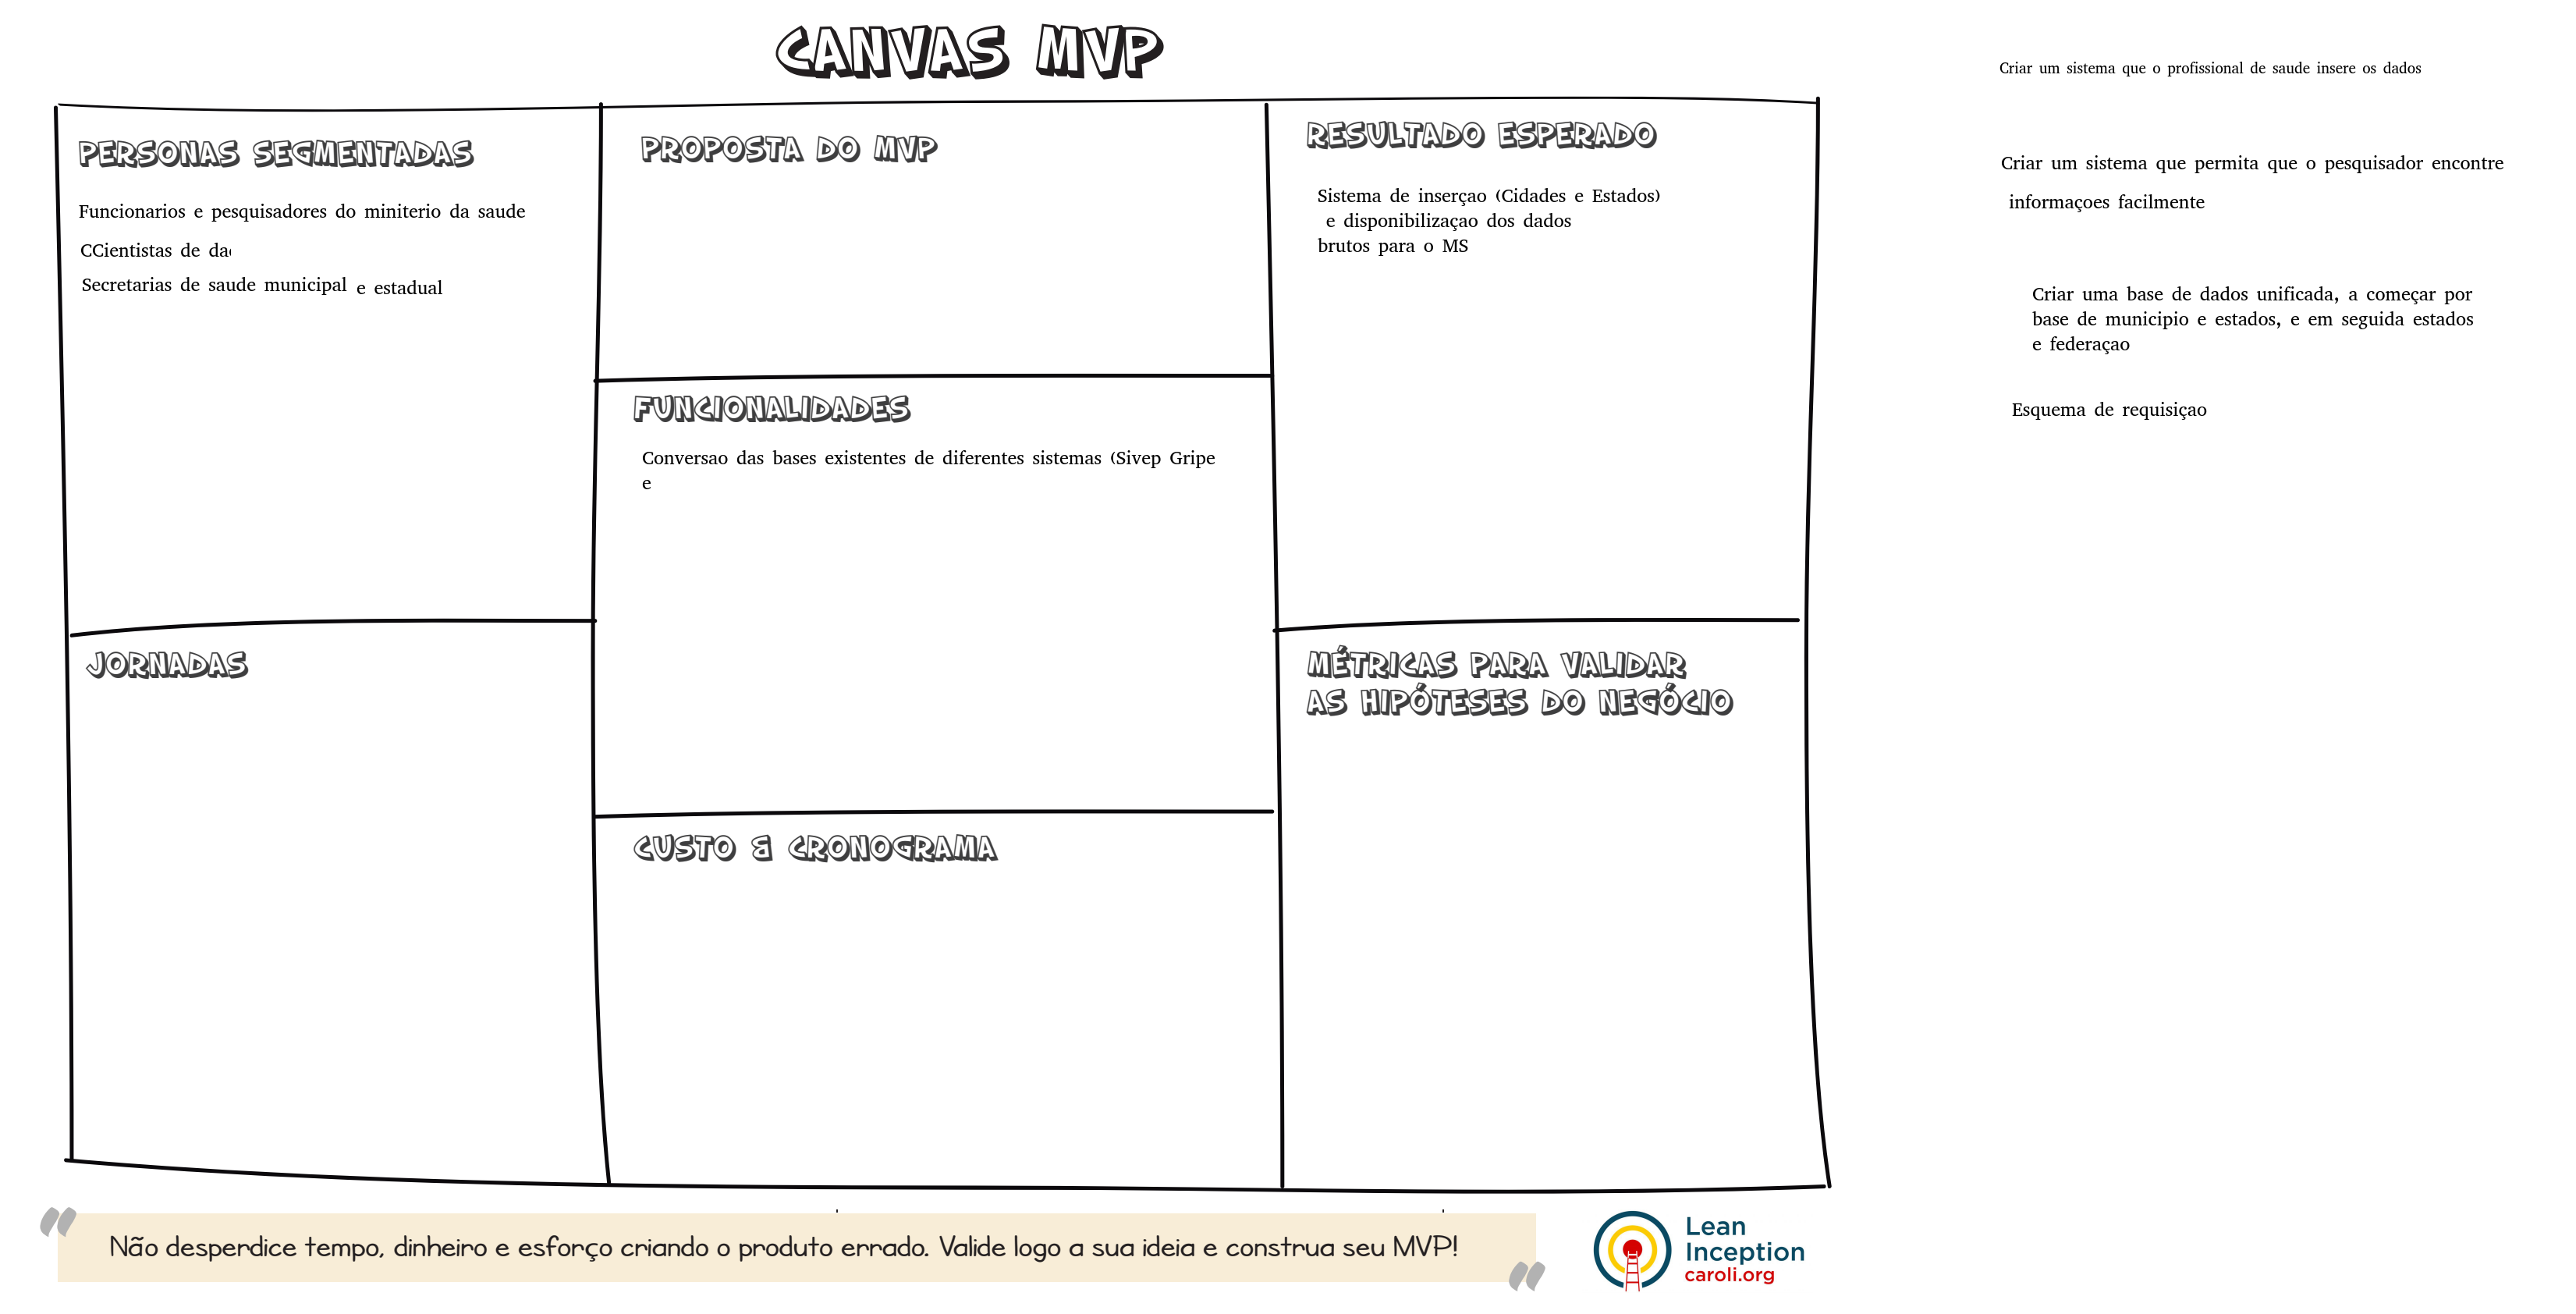 CANVAS MVP
PERSONAS SEGMENTADAS
Funcionarios e pesquisadores do miniterio da saude
CCientistas de da
Secretarias de saude municipal e estadual
PROPOSTA DO MVP
RESULTADO ESPERADO
Sistema de inserçao (Cidades e Estados)
e disponibilizaçao dos dados
brutos para o MS
FUNCIONALIDADES
Conversao das bases existentes de diferentes sistemas (Sivep Gripe
e
JORNADAS
MÉTRICAS PARA VALIDAR
AS HIPÓTESES DO NEGÓCIO
CUSTO & CRONOGRAMA
Criar um sistema que o profissional de saude insere os dados
Criar um sistema que permita que o pesquisador encontre
informaçoes facilmente
Criar uma base de dados unificada, a começar por
base de municipio e estados, e em seguida estados
e federaçao
Esquema de requisiçao
"Não desperdice tempo, dinheiro e esforço criando o produto errado. Valide logo a sua ideia e construa seu MVP!"
Lean
Inception
caroli.org